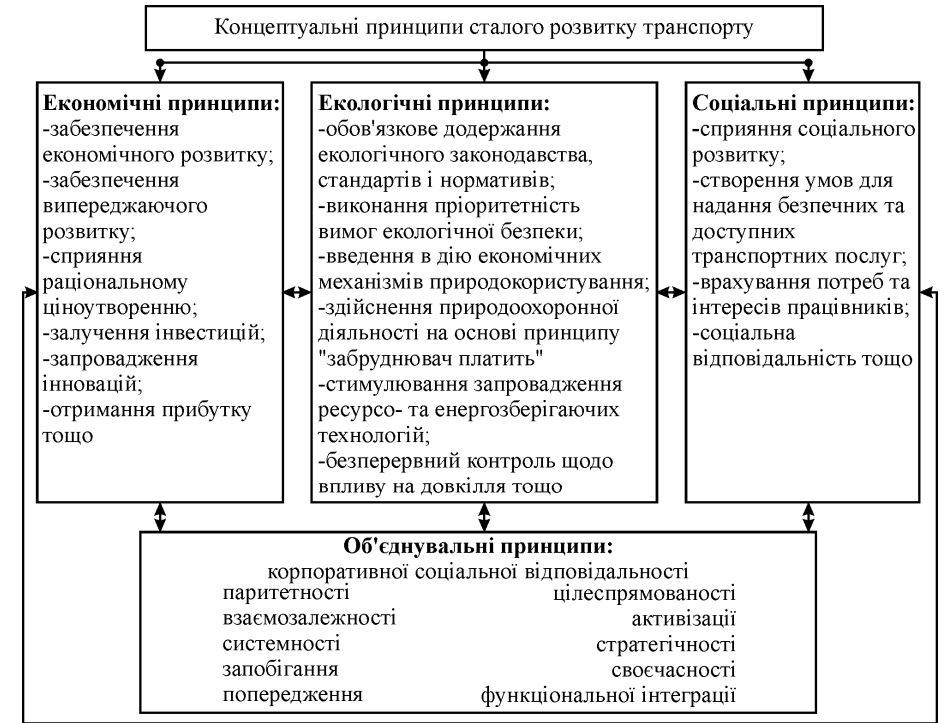 Концептуальні принципи сталого розвитку транспорту
Економічні принципи:
-забезпечення
економічного розвитку;
-забезпечення
випереджаючого
розвитку;
-сприяння
раціональному
ціноутворенню;
-залучення інвестицій;
-запровадження
інновацій;
-отримання прибутку
тощо
Екологічні принципи:
-обов'язкове додержання
екологічного законодавства,
стандартів і нормативів;
-виконання пріоритетність
вимог екологічної безпеки;
-введення в дію економічних
механізмів природокористування;
-здійснення природоохоронної
діяльності на основі принципу
"забруднювач платить"
-стимулювання запровадження
ресурсо- та енергозберігаючих
технологій;
-безперервний контроль щодо
впливу на довкілля тощо
Соціальні принципи:
-сприяння соціального
розвитку;
-створення умов для
надання безпечних та
доступних
транспортних послуг;
-врахування потреб та
інтересів працівників;
-соціальна
відповідальність тощо
Об'єднувальні принципи:
корпоративної соціальної відповідальності
паритетності
взаємозалежності
системності
запобігання
попередження
цілеспрямованості
активізації
стратегічності
своєчасності
функціональної інтеграції